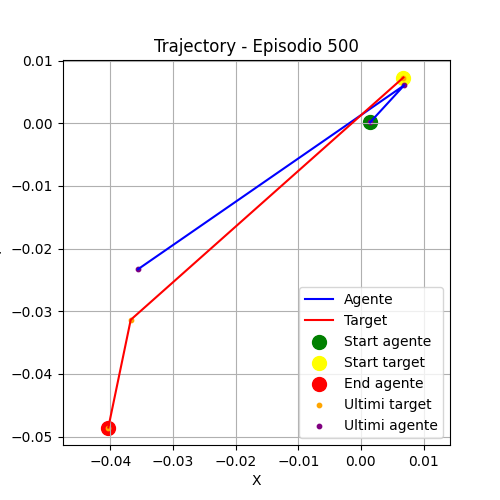 Trajectory - Episodio 500
0.01
0.00
−0.01
−0.02
−0.03
−0.04
−0.05
Agente
Target
Start agente
Start target
End agente
Ultimi target
Ultimi agente
−0.04
−0.03
−0.02
−0.01
0.00
0.01
X